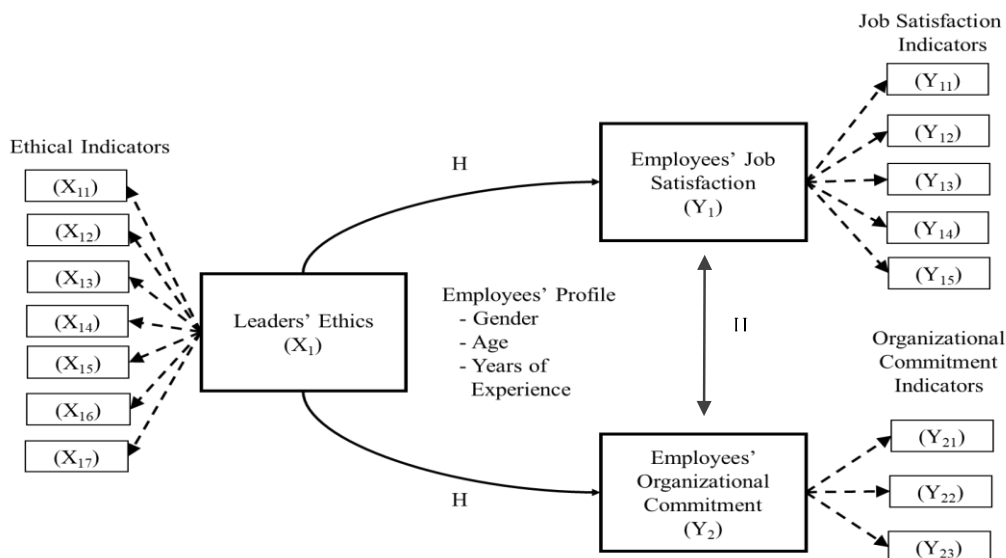 Ethical Indicators
(X₁₁)
(X₁₂)
(X₁₃)
(X₁₄)
(X₁₅)
(X₁₆)
(X₁₇)
Leaders’ Ethics
(X₁)
H
H
Employees’ Profile
- Gender
- Age
- Years of
Experience
Employees’ Job
Satisfaction
(Y₁)
Employees’
Organizational
Commitment
(Y₂)
Job Satisfaction
Indicators
(Y₁₁)
(Y₁₂)
(Y₁₃)
(Y₁₄)
(Y₁₅)
Organizational
Commitment
Indicators
(Y₂₁)
(Y₂₂)
(Y₂₃)